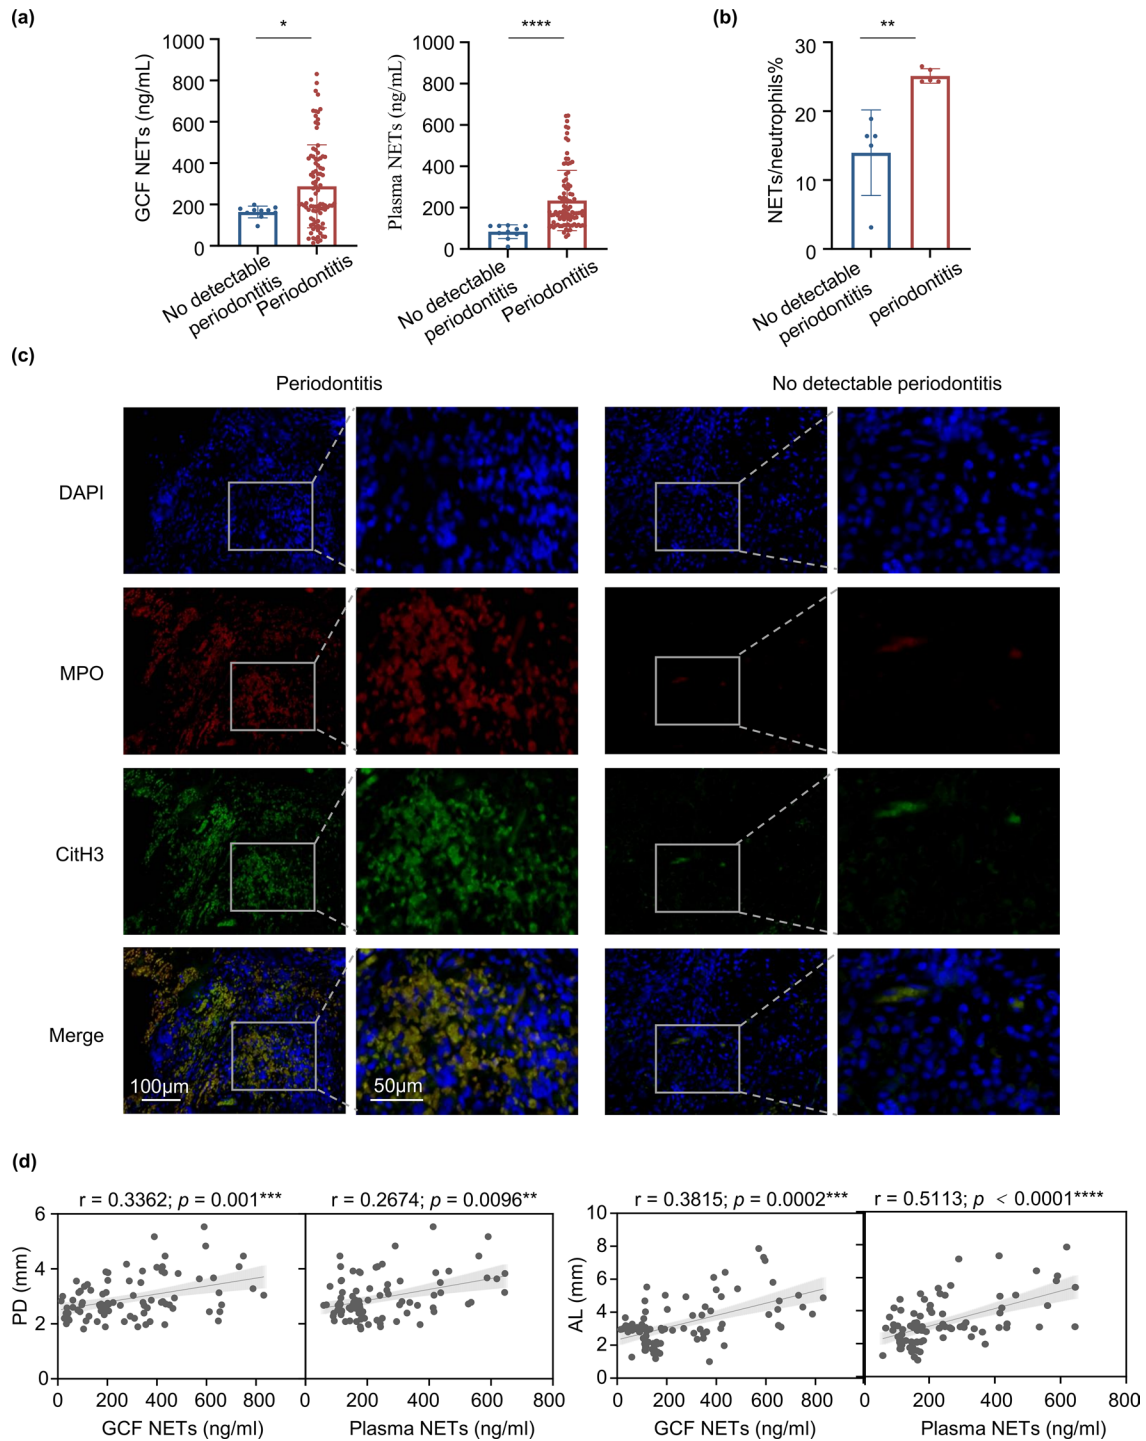 (a)
*
GCF NETs (ng/mL)
1000
800
600
400
200
0
No detectable
periodontitis
Periodontitis
****
Plasma NETs (ng/mL)
1000
800
600
400
200
0
No detectable
periodontitis
Periodontitis
(b)
**
NETs/neutrophils%
30
20
10
0
No detectable
periodontitis
periodontitis
(c)
Periodontitis
No detectable periodontitis
DAPI
MPO
CitH3
Merge
100μm
50μm
(d)
r = 0.3362; p = 0.001***
r = 0.2674; p = 0.0096**
PD (mm)
6
4
2
0
0 200 400 600 800
0 200 400 600 800
GCF NETs (ng/ml)
Plasma NETs (ng/ml)
r = 0.3815; p = 0.0002***
r = 0.5113; p < 0.0001****
AL (mm)
10
8
6
4
2
0
0 200 400 600 800
0 200 400 600 800
GCF NETs (ng/ml)
Plasma NETs (ng/ml)